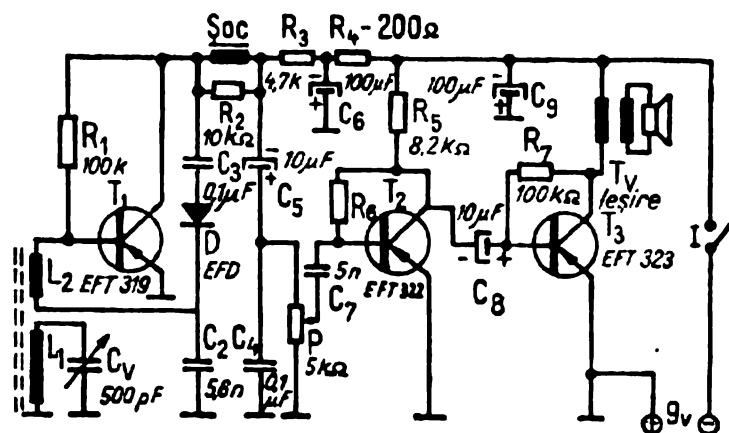 Șoc
R3
R4-200Ω
4,7k
-
100µF
+
C6
100µF
-
+
C9
R2
10kΩ
R5
8,2kΩ
R1
100k
C3
0,1µF
-
10µF
+
C5
R7
100kΩ
Tv
Ieșire
T1
D
EFD
R6
T2
10µF
-
+
C8
T3
EFT 323
I
L2
EFT 319
5n
C7
EFT 322
L1
Cv
500pF
C2
5,6n
C4
0,1
µF
P
5kΩ
+
9v
-